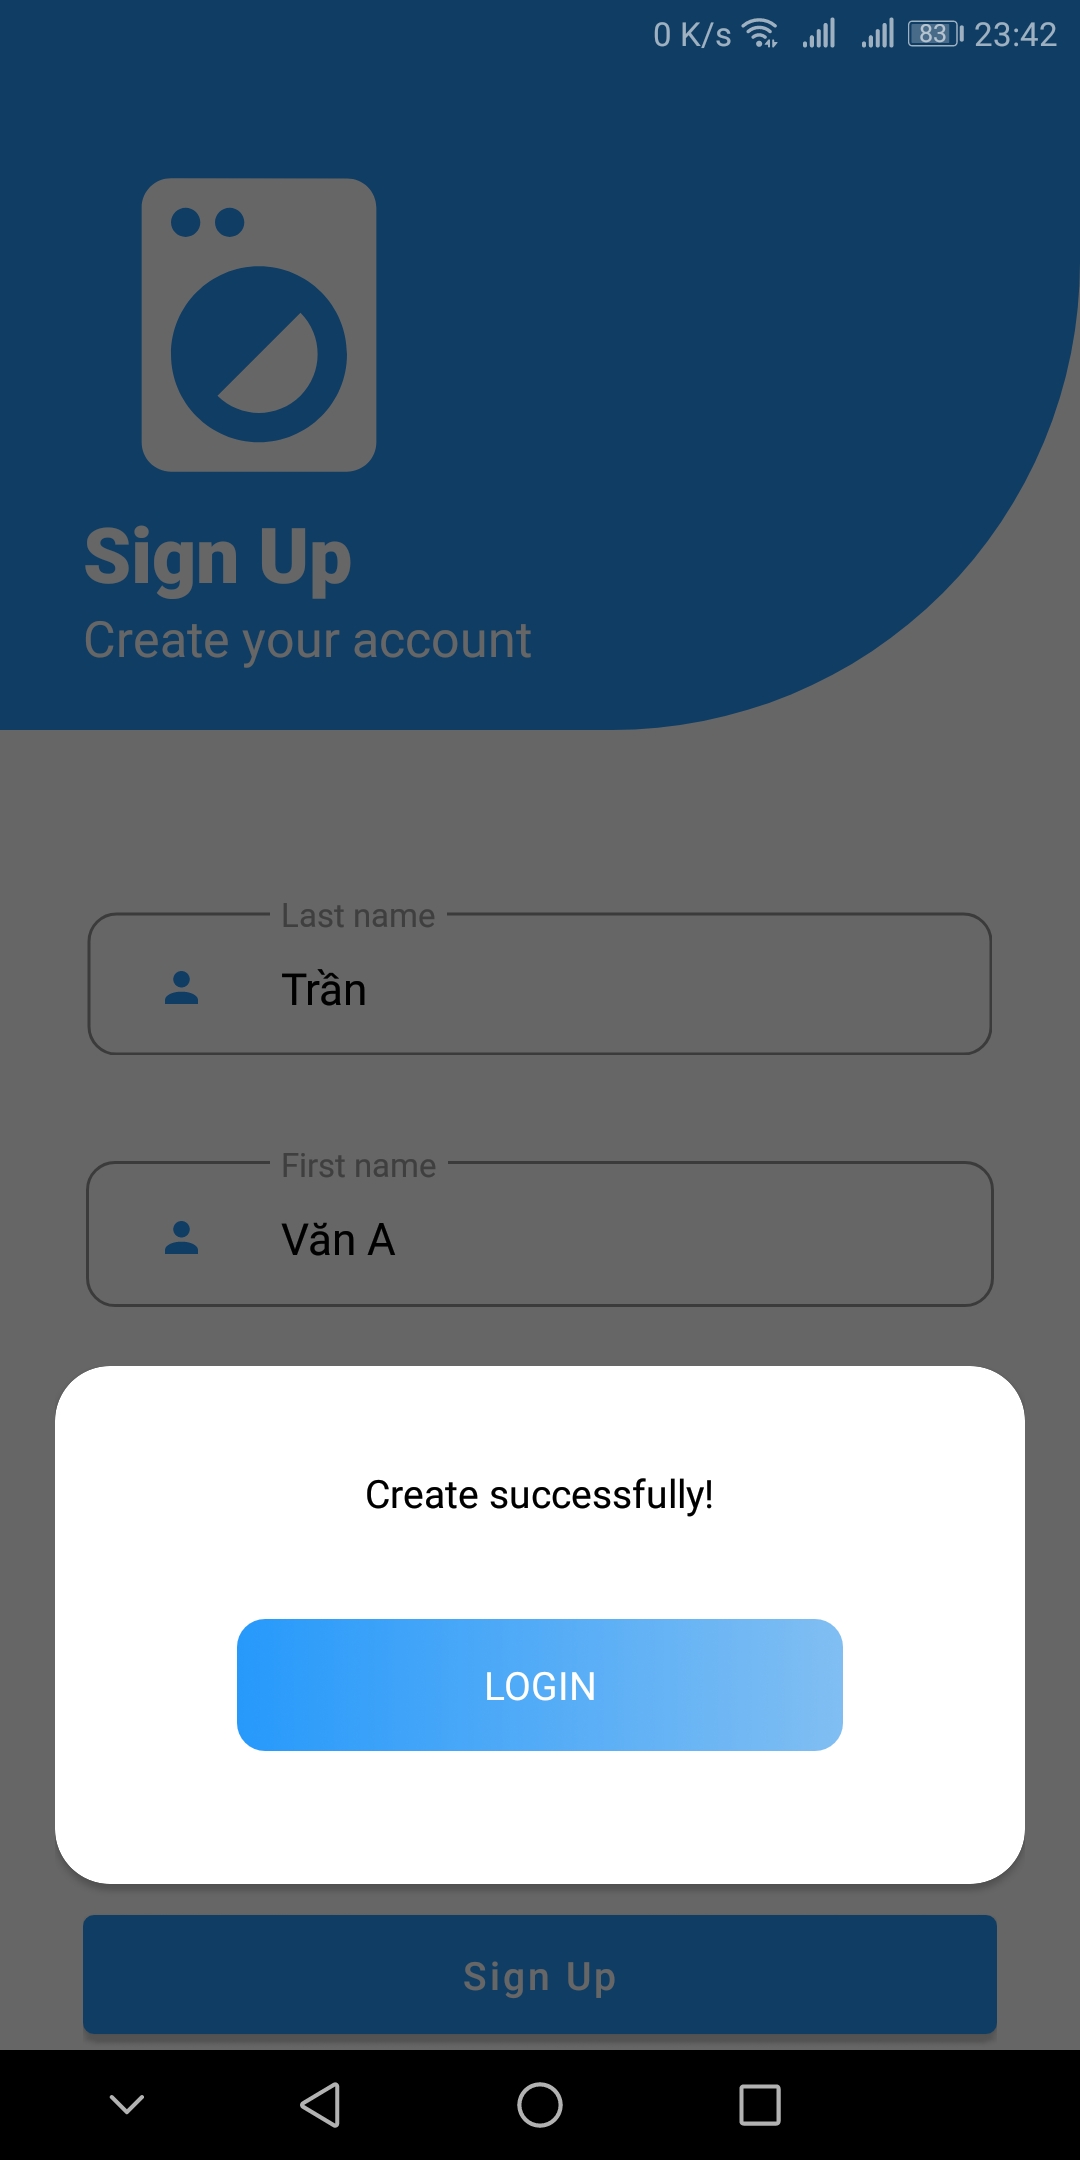 0 K/s 83 23:42
Sign Up
Create your account
Last name
Trần
First name
Văn A
Create successfully!
LOGIN
Sign Up